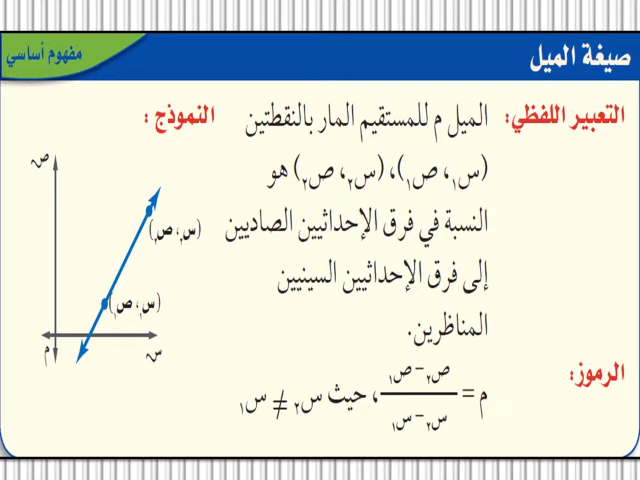 صيغة الميل
مفهوم أساسي
التعبير اللفظي: الميل م للمستقيم المار بالنقطتين
(س١، ص١)، (س٢، ص٢) هو
النسبة في فرق الإحداثيين الصاديين
إلى فرق الإحداثيين السينيين
المناظرين.
الرموز:
م = ص٢ − ص١ / س٢ − س١ ، حيث س٢ ≠ س١
النموذج:
ص
(س٢، ص٢)
(س١، ص١)
م
س